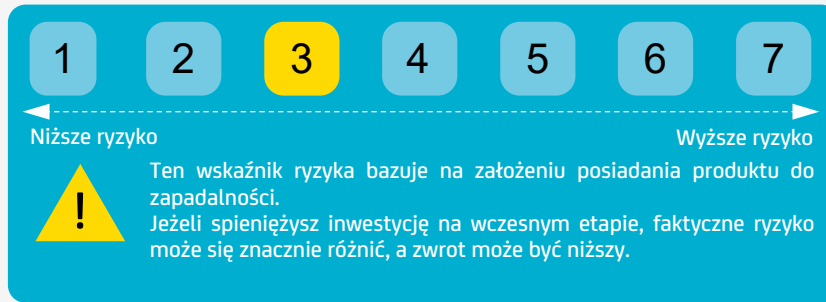 1 2 3 4 5 6 7
Niższe ryzyko Wyższe ryzyko
!
Ten wskaźnik ryzyka bazuje na założeniu posiadania produktu do
zapadalności.
Jeżeli spieniężysz inwestycję na wczesnym etapie, faktyczne ryzyko
może się znacznie różnić, a zwrot może być niższy.